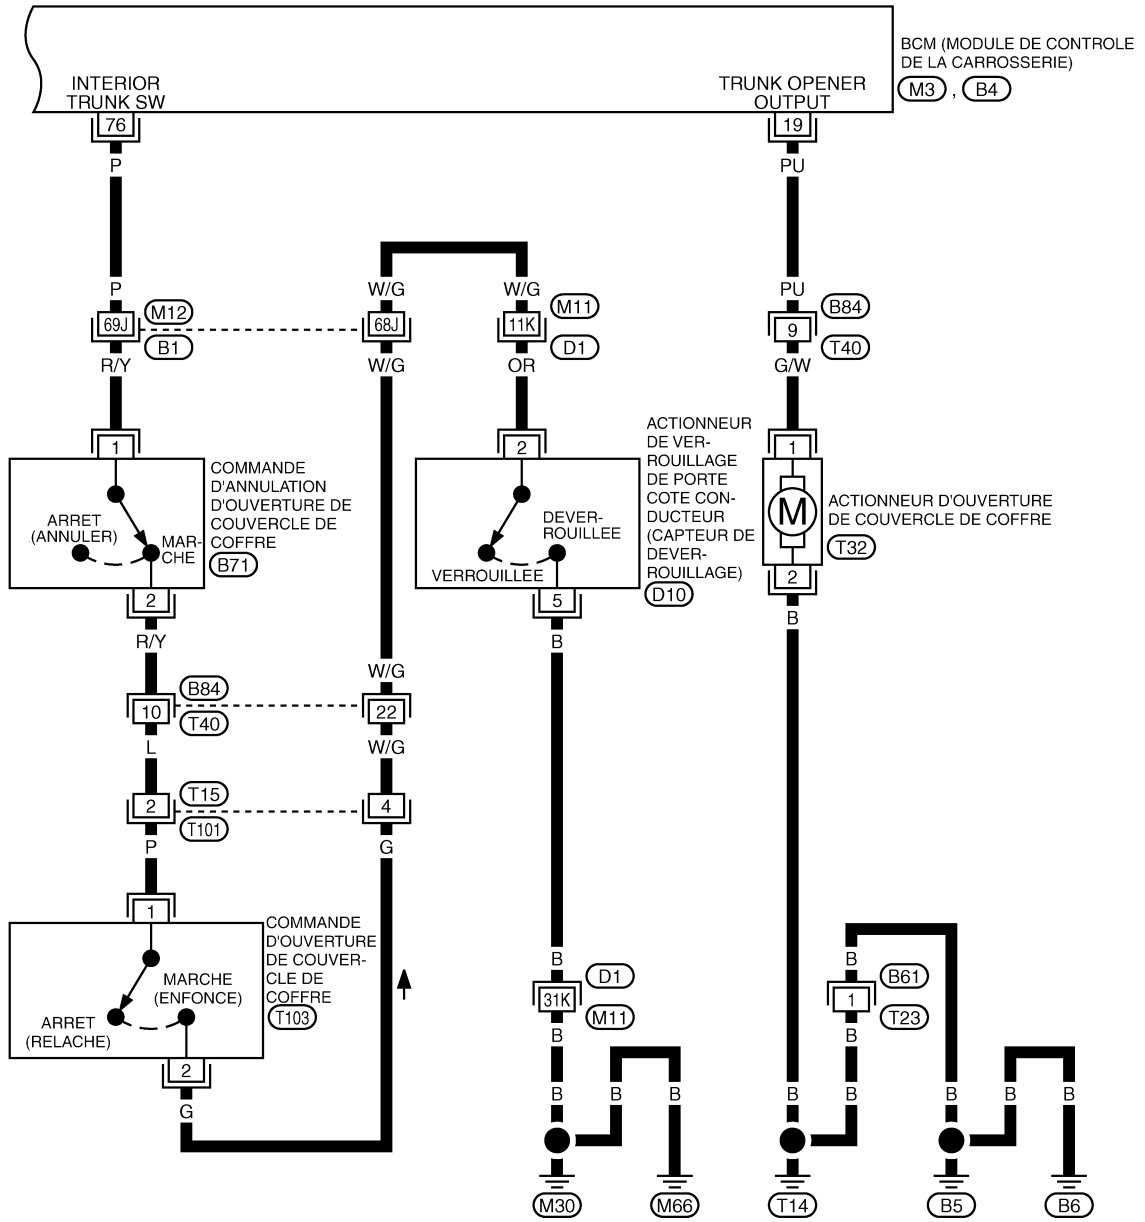 BCM (MODULE DE CONTROLE
DE LA CARROSSERIE)
M3 , B4
INTERIOR
TRUNK SW
TRUNK OPENER
OUTPUT
76
19
P
PU
P
W/G
W/G
PU
69J
M12
B1
68J
11K
M11
D1
9
B84
T40
R/Y
W/G
OR
G/W
1
COMMANDE
D'ANNULATION
D'OUVERTURE DE
COUVERCLE DE
COFFRE
B71
ARRET
(ANNULER)
MAR-
CHE
2
2
DEVER-
ROUILLEE
VERROUILLEE
5
ACTIONNEUR
DE VER-
ROUILLAGE
DE PORTE
COTE CON-
DUCTEUR
(CAPTEUR DE
DEVER-
ROUILLAGE)
D10
1
M
ACTIONNEUR D'OUVERTURE
DE COUVERCLE DE COFFRE
T32
2
R/Y
B
B
W/G
10
B84
T40
22
L
W/G
2
T15
T101
4
P
G
1
COMMANDE
D'OUVERTURE
DE COUVER-
CLE DE
COFFRE
T103
MARCHE
(ENFONCE)
ARRET
(RELACHE)
2
G
B
31K
D1
M11
B
B
1
B61
T23
B
B
B
B
B
B
B
B
B
M30
M66
T14
B5
B6